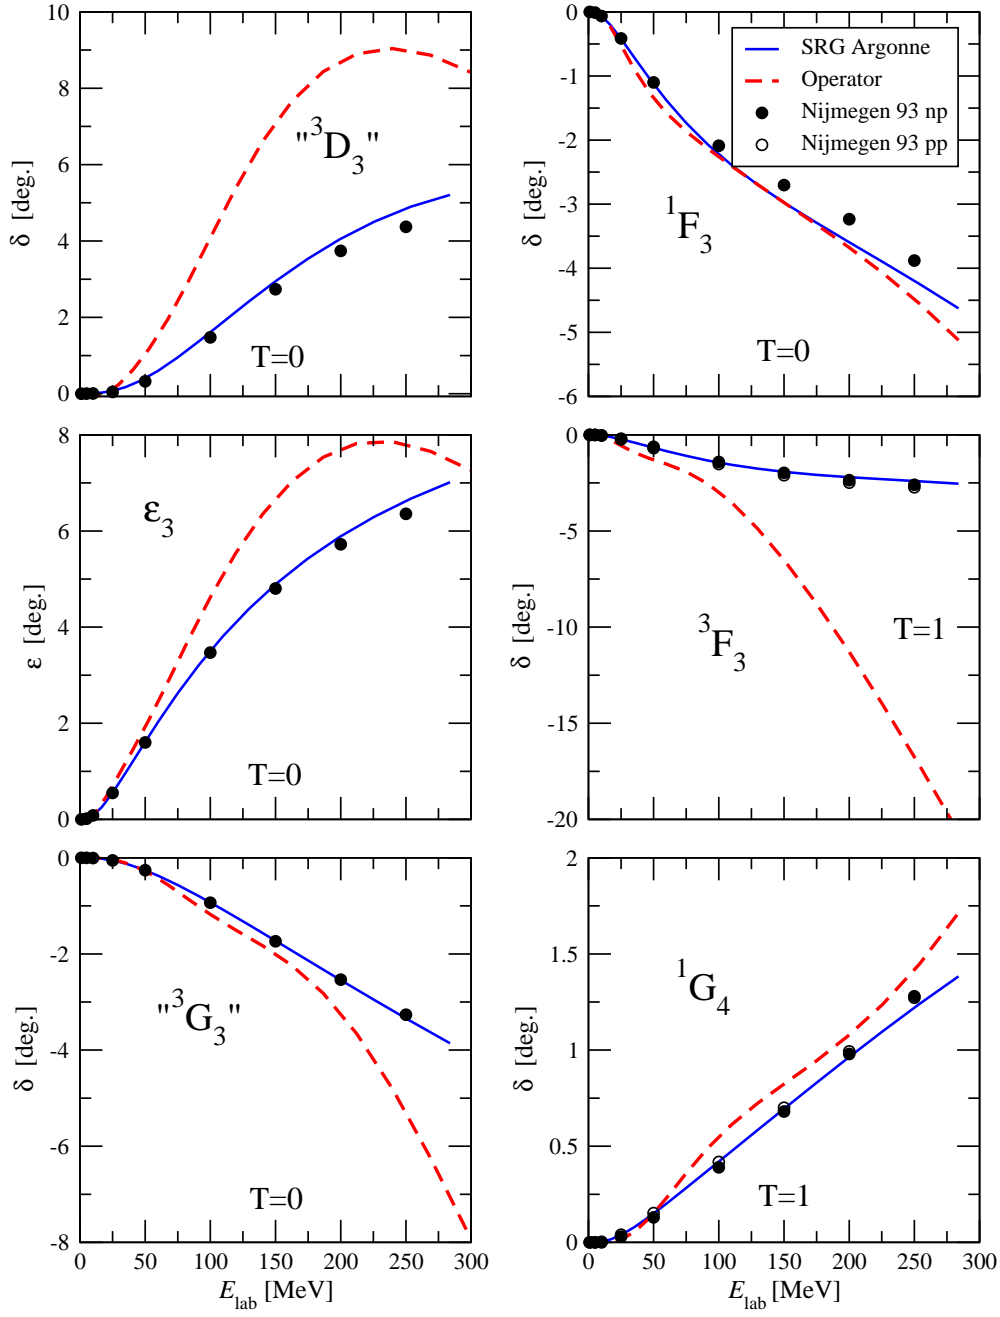 10
8
6
4
2
0
δ [deg.]
"³D₃"
T=0
0
-1
-2
-3
-4
-5
-6
δ [deg.]
SRG Argonne
Operator
Nijmegen 93 np
Nijmegen 93 pp
¹F₃
T=0
8
6
4
2
0
ε [deg.]
ε₃
T=0
0
-5
-10
-15
-20
δ [deg.]
³F₃
T=1
0
-2
-4
-6
-8
δ [deg.]
"³G₃"
T=0
0 50 100 150 200 250 300
E_lab [MeV]
2
1.5
1
0.5
0
δ [deg.]
¹G₄
T=1
0 50 100 150 200 250 300
E_lab [MeV]